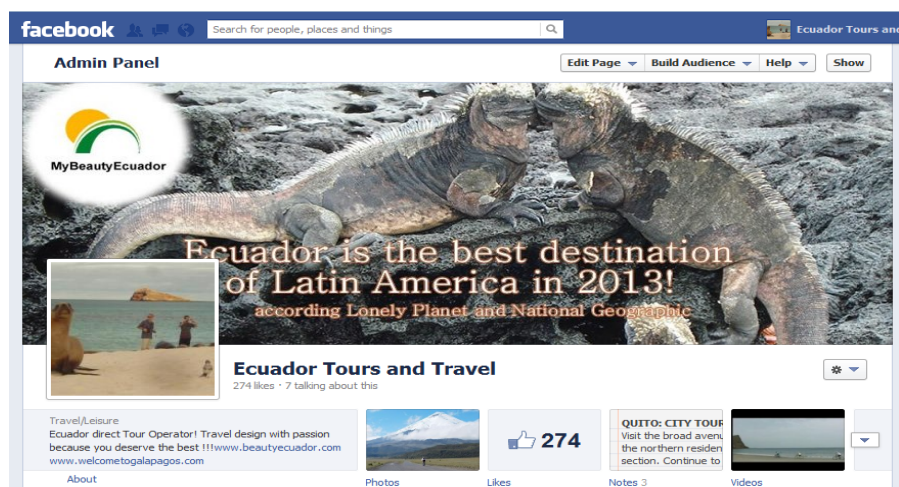 facebook
Search for people, places and things
Ecuador Tours and
Admin Panel
Edit Page
Build Audience
Help
Show
MyBeautyEcuador
Ecuador is the best destination
of Latin America in 2013!
according Lonely Planet and National Geographic
Ecuador Tours and Travel
274 likes · 7 talking about this
Travel/Leisure
Ecuador direct Tour Operator! Travel design with passion
because you deserve the best !!!www.beautyecuador.com
www.welcometogalapagos.com
About
Photos
274
Likes
QUITO: CITY TOUR
Visit the broad avenu
the northern residen
section. Continue to
Notes 3
Videos